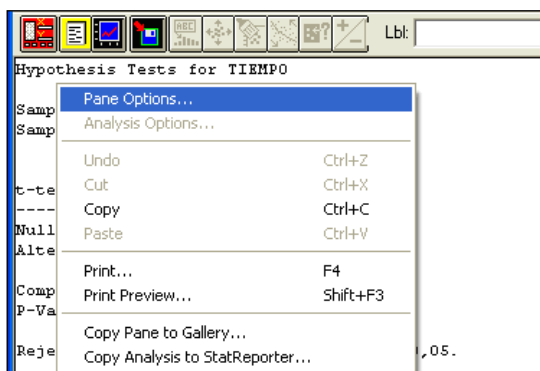 ABC
Lbl:
Hypothesis Tests for TIEMPO
Pane Options...
Samp
Analysis Options...
Samp
Undo Ctrl+Z
Cut Ctrl+X
t-te
Copy Ctrl+C
Null
Paste Ctrl+V
Alte
Print... F4
Comp
Print Preview... Shift+F3
P-Va
Copy Pane to Gallery...
Reje ,05.
Copy Analysis to StatReporter...